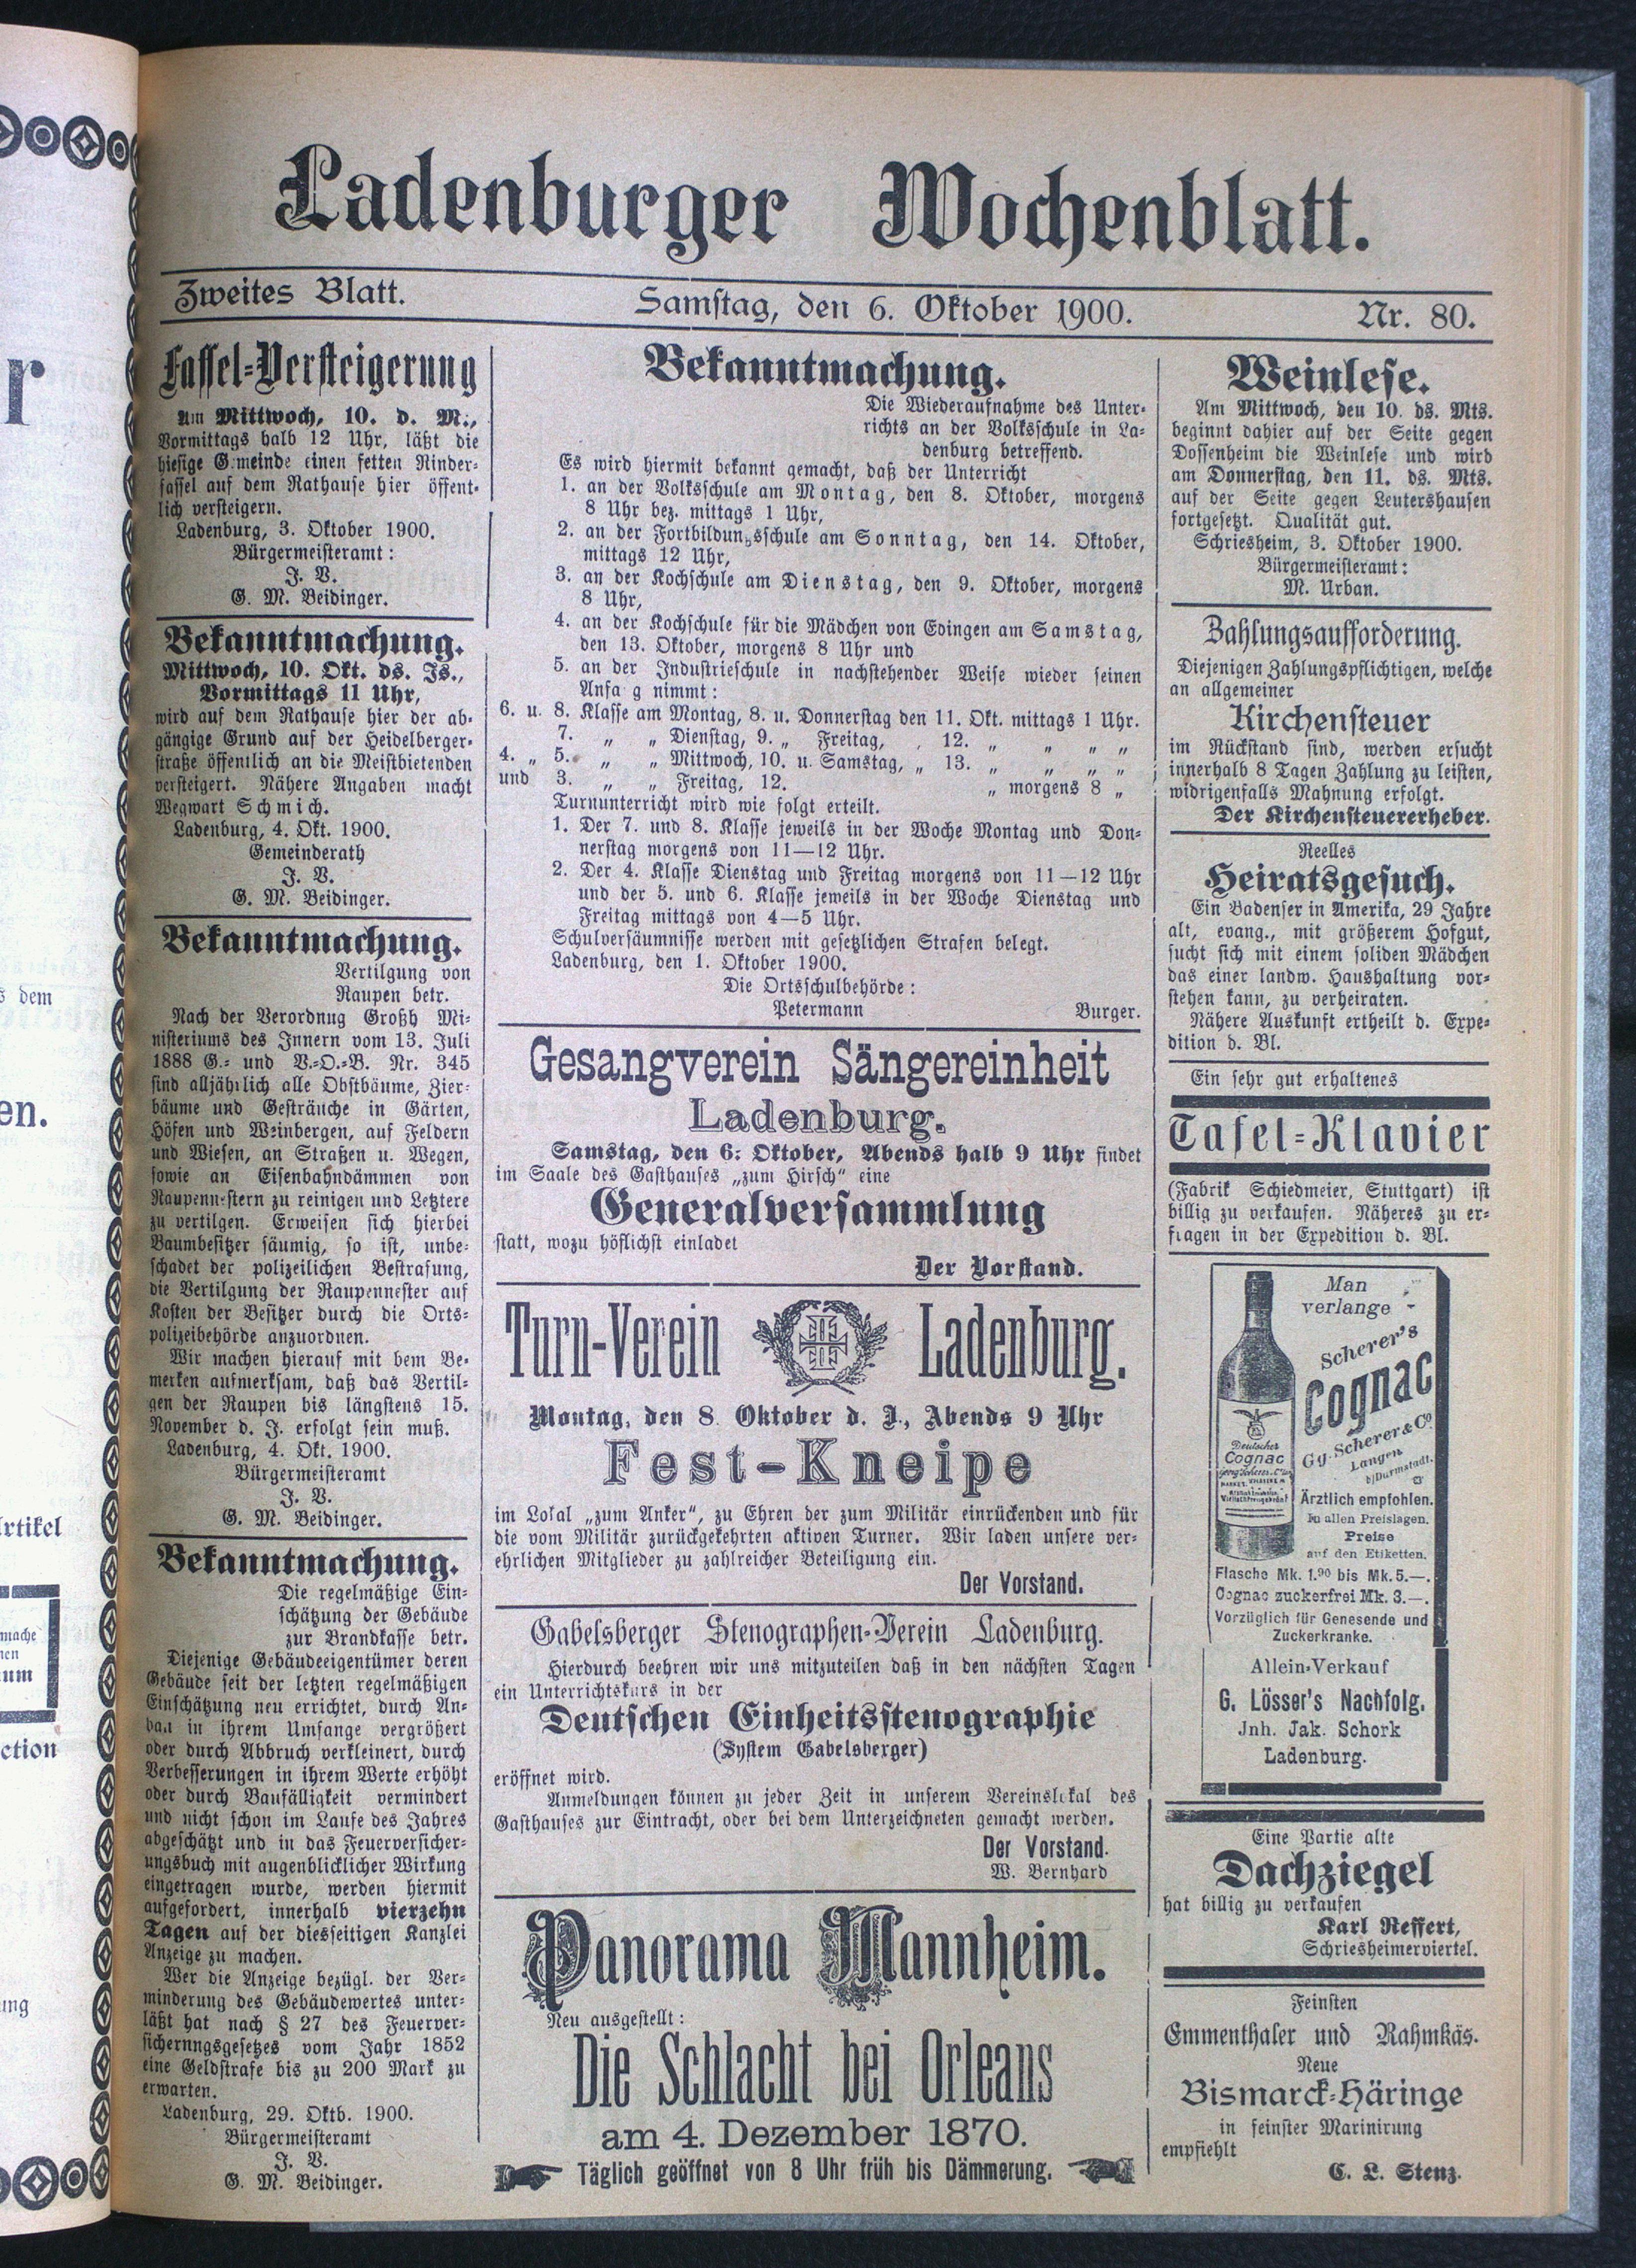 Ladenburger Wochenblatt.
Zweites Blatt.
Samstag, den 6. Oktober 1900.
Nr. 80.
Fassel-Versteigerung
Am Mittwoch, 10. d. M.,
Vormittags halb 12 Uhr, läßt die
hiesige Gemeinde einen fetten Rinder-
fassel auf dem Rathause hier öffent-
lich versteigern.
Ladenburg, 3. Oktober 1900.
Bürgermeisteramt:
J. V.
G. M. Beidinger.
Bekanntmachung.
Mittwoch, 10. Okt. ds. Js.,
Vormittags 11 Uhr,
wird auf dem Rathause hier der ab-
gängige Grund auf der Heidelberger-
straße öffentlich an die Meistbietenden
versteigert. Nähere Angaben macht
Wegwart Schmich.
Ladenburg, 4. Okt. 1900.
Gemeinderath
J. V.
G. M. Beidinger.
Bekanntmachung.
Vertilgung von
Raupen betr.
Nach der Verordnug Großh Mi-
nisteriums des Innern vom 13. Juli
1888 G.- und V.-O.-B. Nr. 345
sind alljährlich alle Obstbäume, Zier-
bäume und Gesträuche in Gärten,
Höfen und Weinbergen, auf Feldern
und Wiesen, an Straßen u. Wegen,
sowie an Eisenbahndämmen von
Raupennestern zu reinigen und Letztere
zu vertilgen. Erweisen sich hierbei
Baumbesitzer säumig, so ist, unbe-
schadet der polizeilichen Bestrafung,
die Vertilgung der Raupennester auf
Kosten der Besitzer durch die Orts-
polizeibehörde anzuordnen.
Wir machen hierauf mit bem Be-
merken aufmerksam, daß das Vertil-
gen der Raupen bis längstens 15.
November d. J. erfolgt sein muß.
Ladenburg, 4. Okt. 1900.
Bürgermeisteramt
J. V.
G. M. Beidinger.
Bekanntmachung.
Die regelmäßige Ein-
schätzung der Gebäude
zur Brandkasse betr.
Diejenige Gebäudeeigentümer deren
Gebäude seit der letzten regelmäßigen
Einschätzung neu errichtet, durch An-
bau in ihrem Umfange vergrößert
oder durch Abbruch verkleinert, durch
Verbesserungen in ihrem Werte erhöht
oder durch Baufälligkeit vermindert
und nicht schon im Laufe des Jahres
abgeschätzt und in das Feuerversicher-
ungsbuch mit augenblicklicher Wirkung
eingetragen wurde, werden hiermit
aufgefordert, innerhalb vierzehn
Tagen auf der diesseitigen Kanzlei
Anzeige zu machen.
Wer die Anzeige bezügl. der Ver-
minderung des Gebäudewertes unter-
läßt hat nach § 27 des Feuerver-
sichernngsgesetzes vom Jahr 1852
eine Geldstrafe bis zu 200 Mark zu
erwarten.
Ladenburg, 29. Oktb. 1900.
Bürgermeisteramt
J. V.
G. M. Beidinger.
Bekanntmachung.
Die Wiederaufnahme des Unter-
richts an der Volksschule in La-
denburg betreffend.
Es wird hiermit bekannt gemacht, daß der Unterricht
1. an der Volksschule am Montag, den 8. Oktober, morgens
8 Uhr bez. mittags 1 Uhr,
2. an der Fortbildungsschule am Sonntag, den 14. Oktober,
mittags 12 Uhr,
3. an der Kochschule am Dienstag, den 9. Oktober, morgens
8 Uhr,
4. an der Kochschule für die Mädchen von Edingen am Samstag,
den 13. Oktober, morgens 8 Uhr und
5. an der Industrieschule in nachstehender Weise wieder seinen
Anfa g nimmt:
6. u. 8. Klasse am Montag, 8. u. Donnerstag den 11. Okt. mittags 1 Uhr.
7. „ „ Dienstag, 9. „ Freitag, „ 12. „ „ „ „
4. „ 5. „ „ Mittwoch, 10. u. Samstag, „ 13. „ „ „ „
und 3. „ „ Freitag, 12. „ morgens 8 „
Turnunterricht wird wie folgt erteilt.
1. Der 7. und 8. Klasse jeweils in der Woche Montag und Don-
nerstag morgens von 11—12 Uhr.
2. Der 4. Klasse Dienstag und Freitag morgens von 11—12 Uhr
und der 5. und 6. Klasse jeweils in der Woche Dienstag und
Freitag mittags von 4—5 Uhr.
Schulversäumnisse werden mit gesetzlichen Strafen belegt.
Ladenburg, den 1. Oktober 1900.
Die Ortsschulbehörde:
Petermann Burger.
Gesangverein Sängereinheit
Ladenburg.
Samstag, den 6. Oktober, Abends halb 9 Uhr findet
im Saale des Gasthauses „zum Hirsch“ eine
Generalversammlung
statt, wozu höflichst einladet
Der Vorstand.
Turn-Verein Ladenburg.
Montag, den 8. Oktober d. J., Abends 9 Uhr
Fest-Kneipe
im Lokal „zum Anker“, zu Ehren der zum Militär einrückenden und für
die vom Militär zurückgekehrten aktiven Turner. Wir laden unsere ver-
ehrlichen Mitglieder zu zahlreicher Beteiligung ein.
Der Vorstand.
Gabelsberger Stenographen-Verein Ladenburg.
Hierdurch beehren wir uns mitzuteilen daß in den nächsten Tagen
ein Unterrichtskurs in der
Deutschen Einheitsstenographie
(System Gabelsberger)
eröffnet wird.
Anmeldungen können zu jeder Zeit in unserem Vereinslokal des
Gasthauses zur Eintracht, oder bei dem Unterzeichneten gemacht werden.
Der Vorstand.
W. Bernhard
Panorama Mannheim.
Neu ausgestellt:
Die Schlacht bei Orleans
am 4. Dezember 1870.
Täglich geöffnet von 8 Uhr früh bis Dämmerung.
Weinlese.
Am Mittwoch, den 10. ds. Mts.
beginnt dahier auf der Seite gegen
Dossenheim die Weinlese und wird
am Donnerstag, den 11. ds. Mts.
auf der Seite gegen Leutershausen
fortgesetzt. Qualität gut.
Schriesheim, 3. Oktober 1900.
Bürgermeisteramt:
M. Urban.
Zahlungsaufforderung.
Diejenigen Zahlungspflichtigen, welche
an allgemeiner
Kirchensteuer
im Rückstand sind, werden ersucht
innerhalb 8 Tagen Zahlung zu leisten,
widrigenfalls Mahnung erfolgt.
Der Kirchensteuererheber.
Reelles
Heiratsgesuch.
Ein Badenser in Amerika, 29 Jahre
alt, evang., mit größerem Hofgut,
sucht sich mit einem soliden Mädchen
das einer landw. Haushaltung vor-
stehen kann, zu verheiraten.
Nähere Auskunft ertheilt d. Expe-
dition d. Bl.
Ein sehr gut erhaltenes
Tafel-Klavier
(Fabrik Schiedmeier, Stuttgart) ist
billig zu verkaufen. Näheres zu er-
fragen in der Expedition d. Bl.
Man
verlange
Scherer's
Cognac
Gg. Scherer & Co.
Langen
b/Darmstadt.
Deutscher
Cognac
Ärztlich empfohlen.
In allen Preislagen.
Preise
auf den Etiketten.
Flasche Mk. 1.90 bis Mk. 5.—.
Cognac zuckerfrei Mk. 3.—.
Vorzüglich für Genesende und
Zuckerkranke.
Allein-Verkauf
G. Lösser's Nachfolg.
Jnh. Jak. Schork
Ladenburg.
Eine Partie alte
Dachziegel
hat billig zu verkaufen
Karl Reffert,
Schriesheimerviertel.
Feinsten
Emmenthaler und Rahmkäs.
Neue
Bismarck-Häringe
in feinster Marinirung
empfiehlt
C. L. Stenz.
r
s dem
en.
Artikel
mache
um
ction
ung